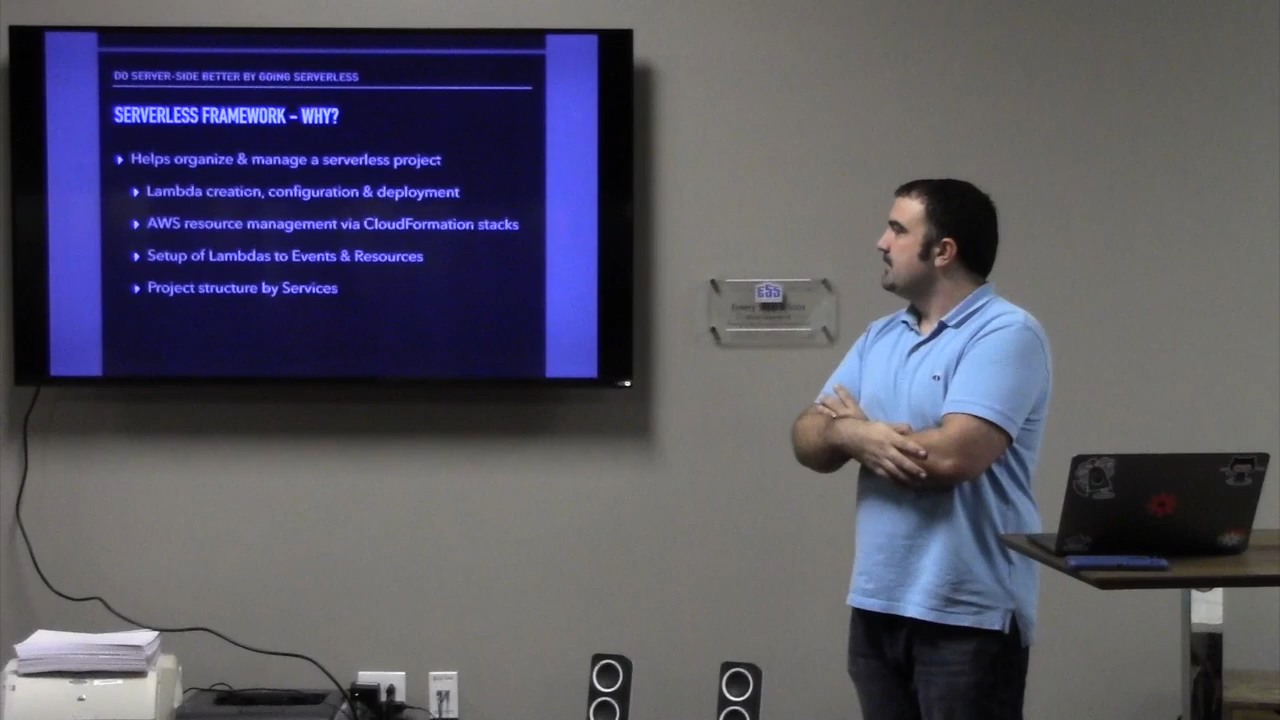 DO SERVER-SIDE BETTER BY GOING SERVERLESS
SERVERLESS FRAMEWORK – WHY?
Helps organize & manage a serverless project
Lambda creation, configuration & deployment
AWS resource management via CloudFormation stacks
Setup of Lambdas to Events & Resources
Project structure by Services
ESS